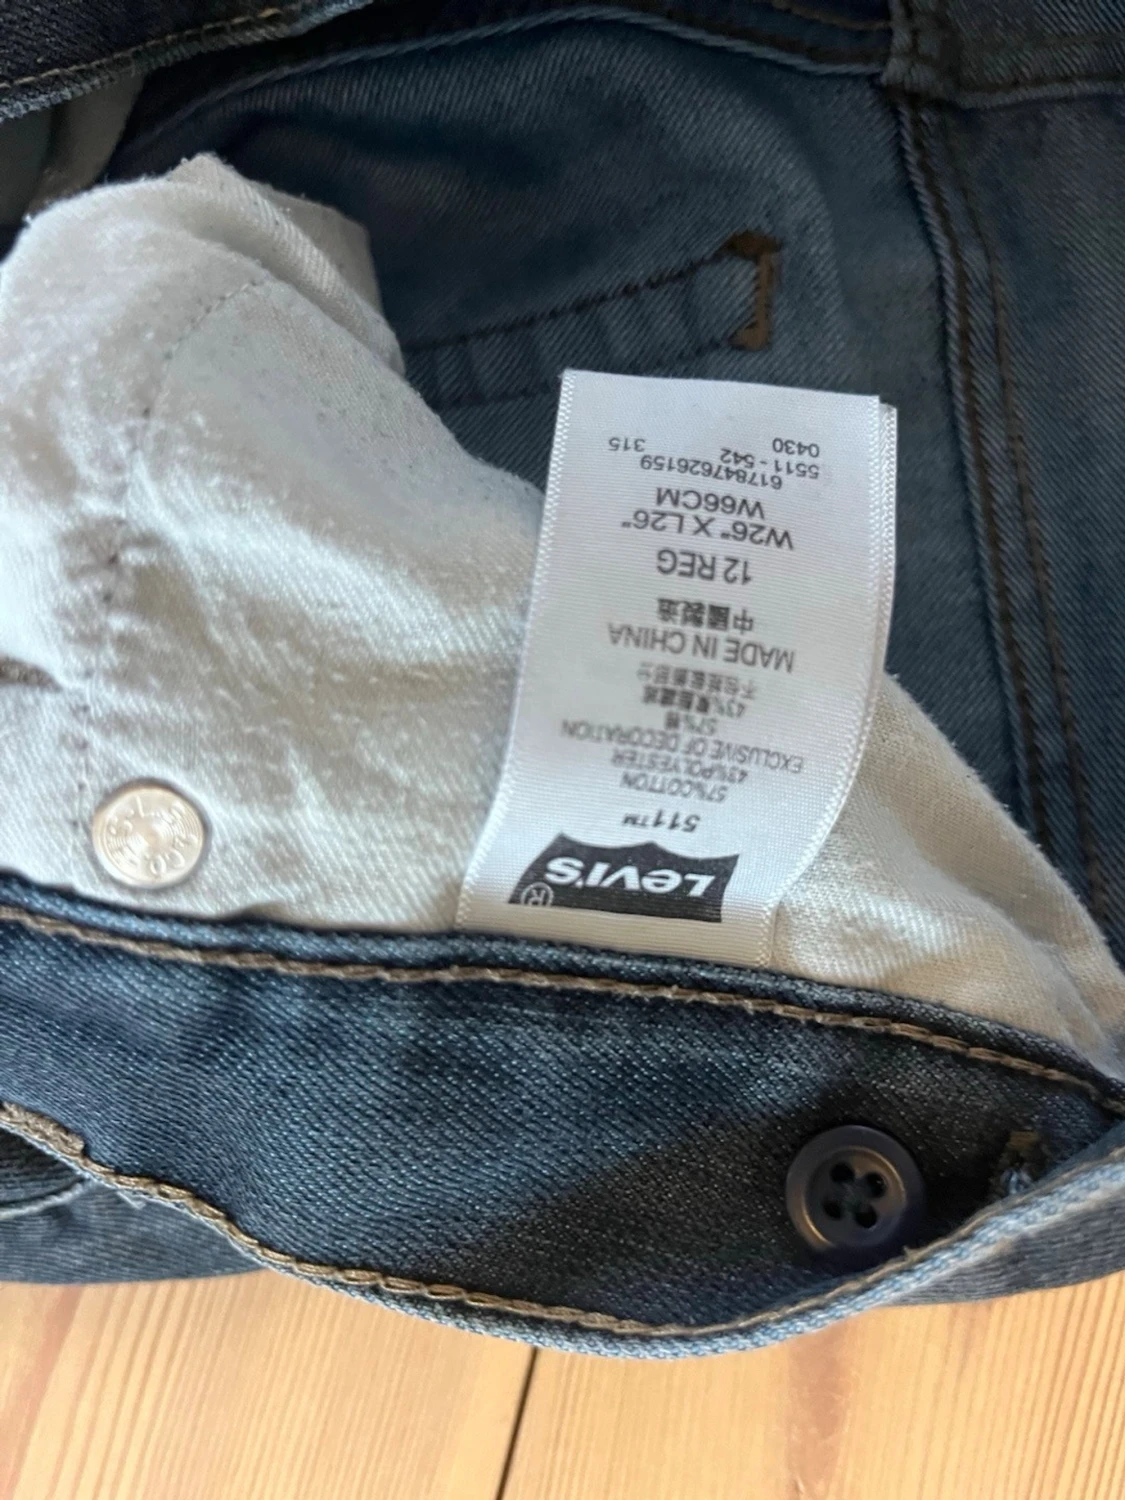 LEVI'S®
511™
57%COTTON
43%POLYESTER
EXCLUSIVE OF DECORATION
57%棉
43%聚酯纖維
不包括裝飾部分
MADE IN CHINA
中國製造
12 REG
W26" X L26"
W66CM
617847626159
5511 - 542 315
0430